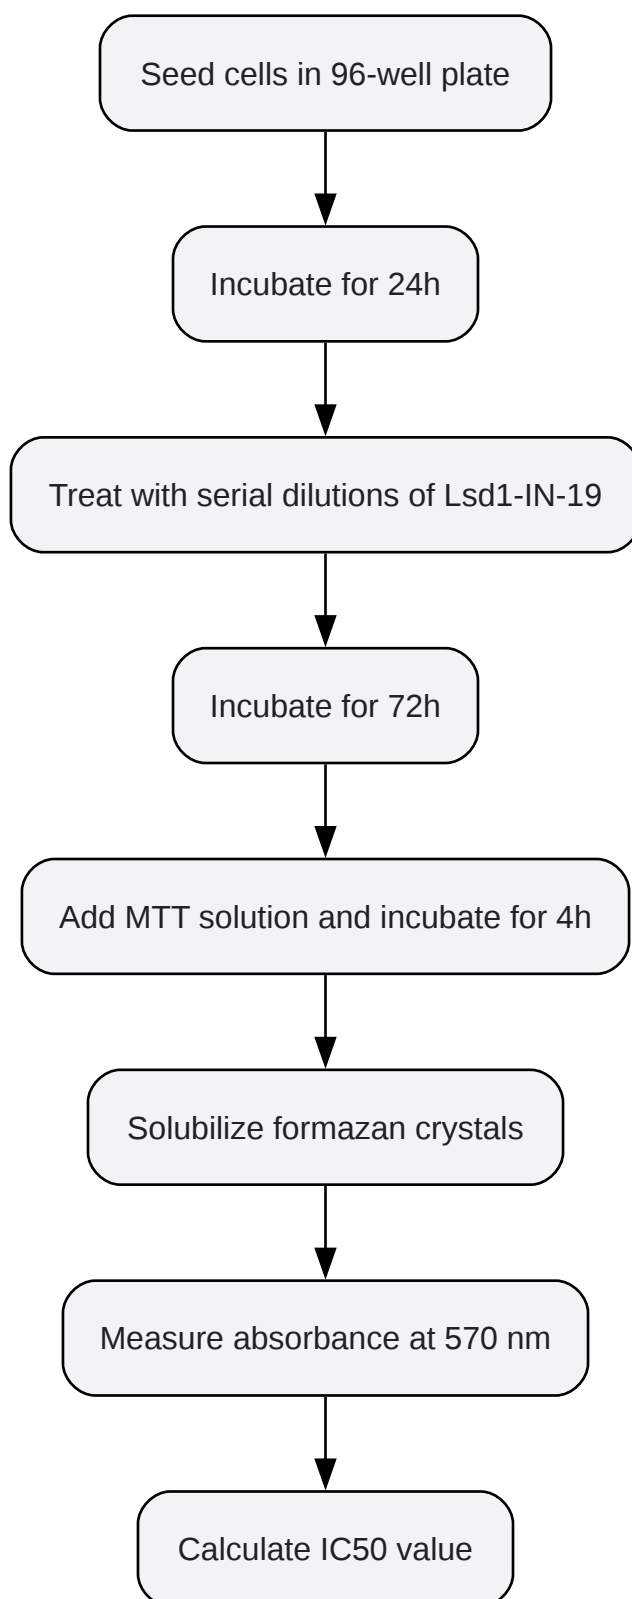 Seed cells in 96-well plate
Incubate for 24h
Treat with serial dilutions of Lsd1-IN-19
Incubate for 72h
Add MTT solution and incubate for 4h
Solubilize formazan crystals
Measure absorbance at 570 nm
Calculate IC50 value